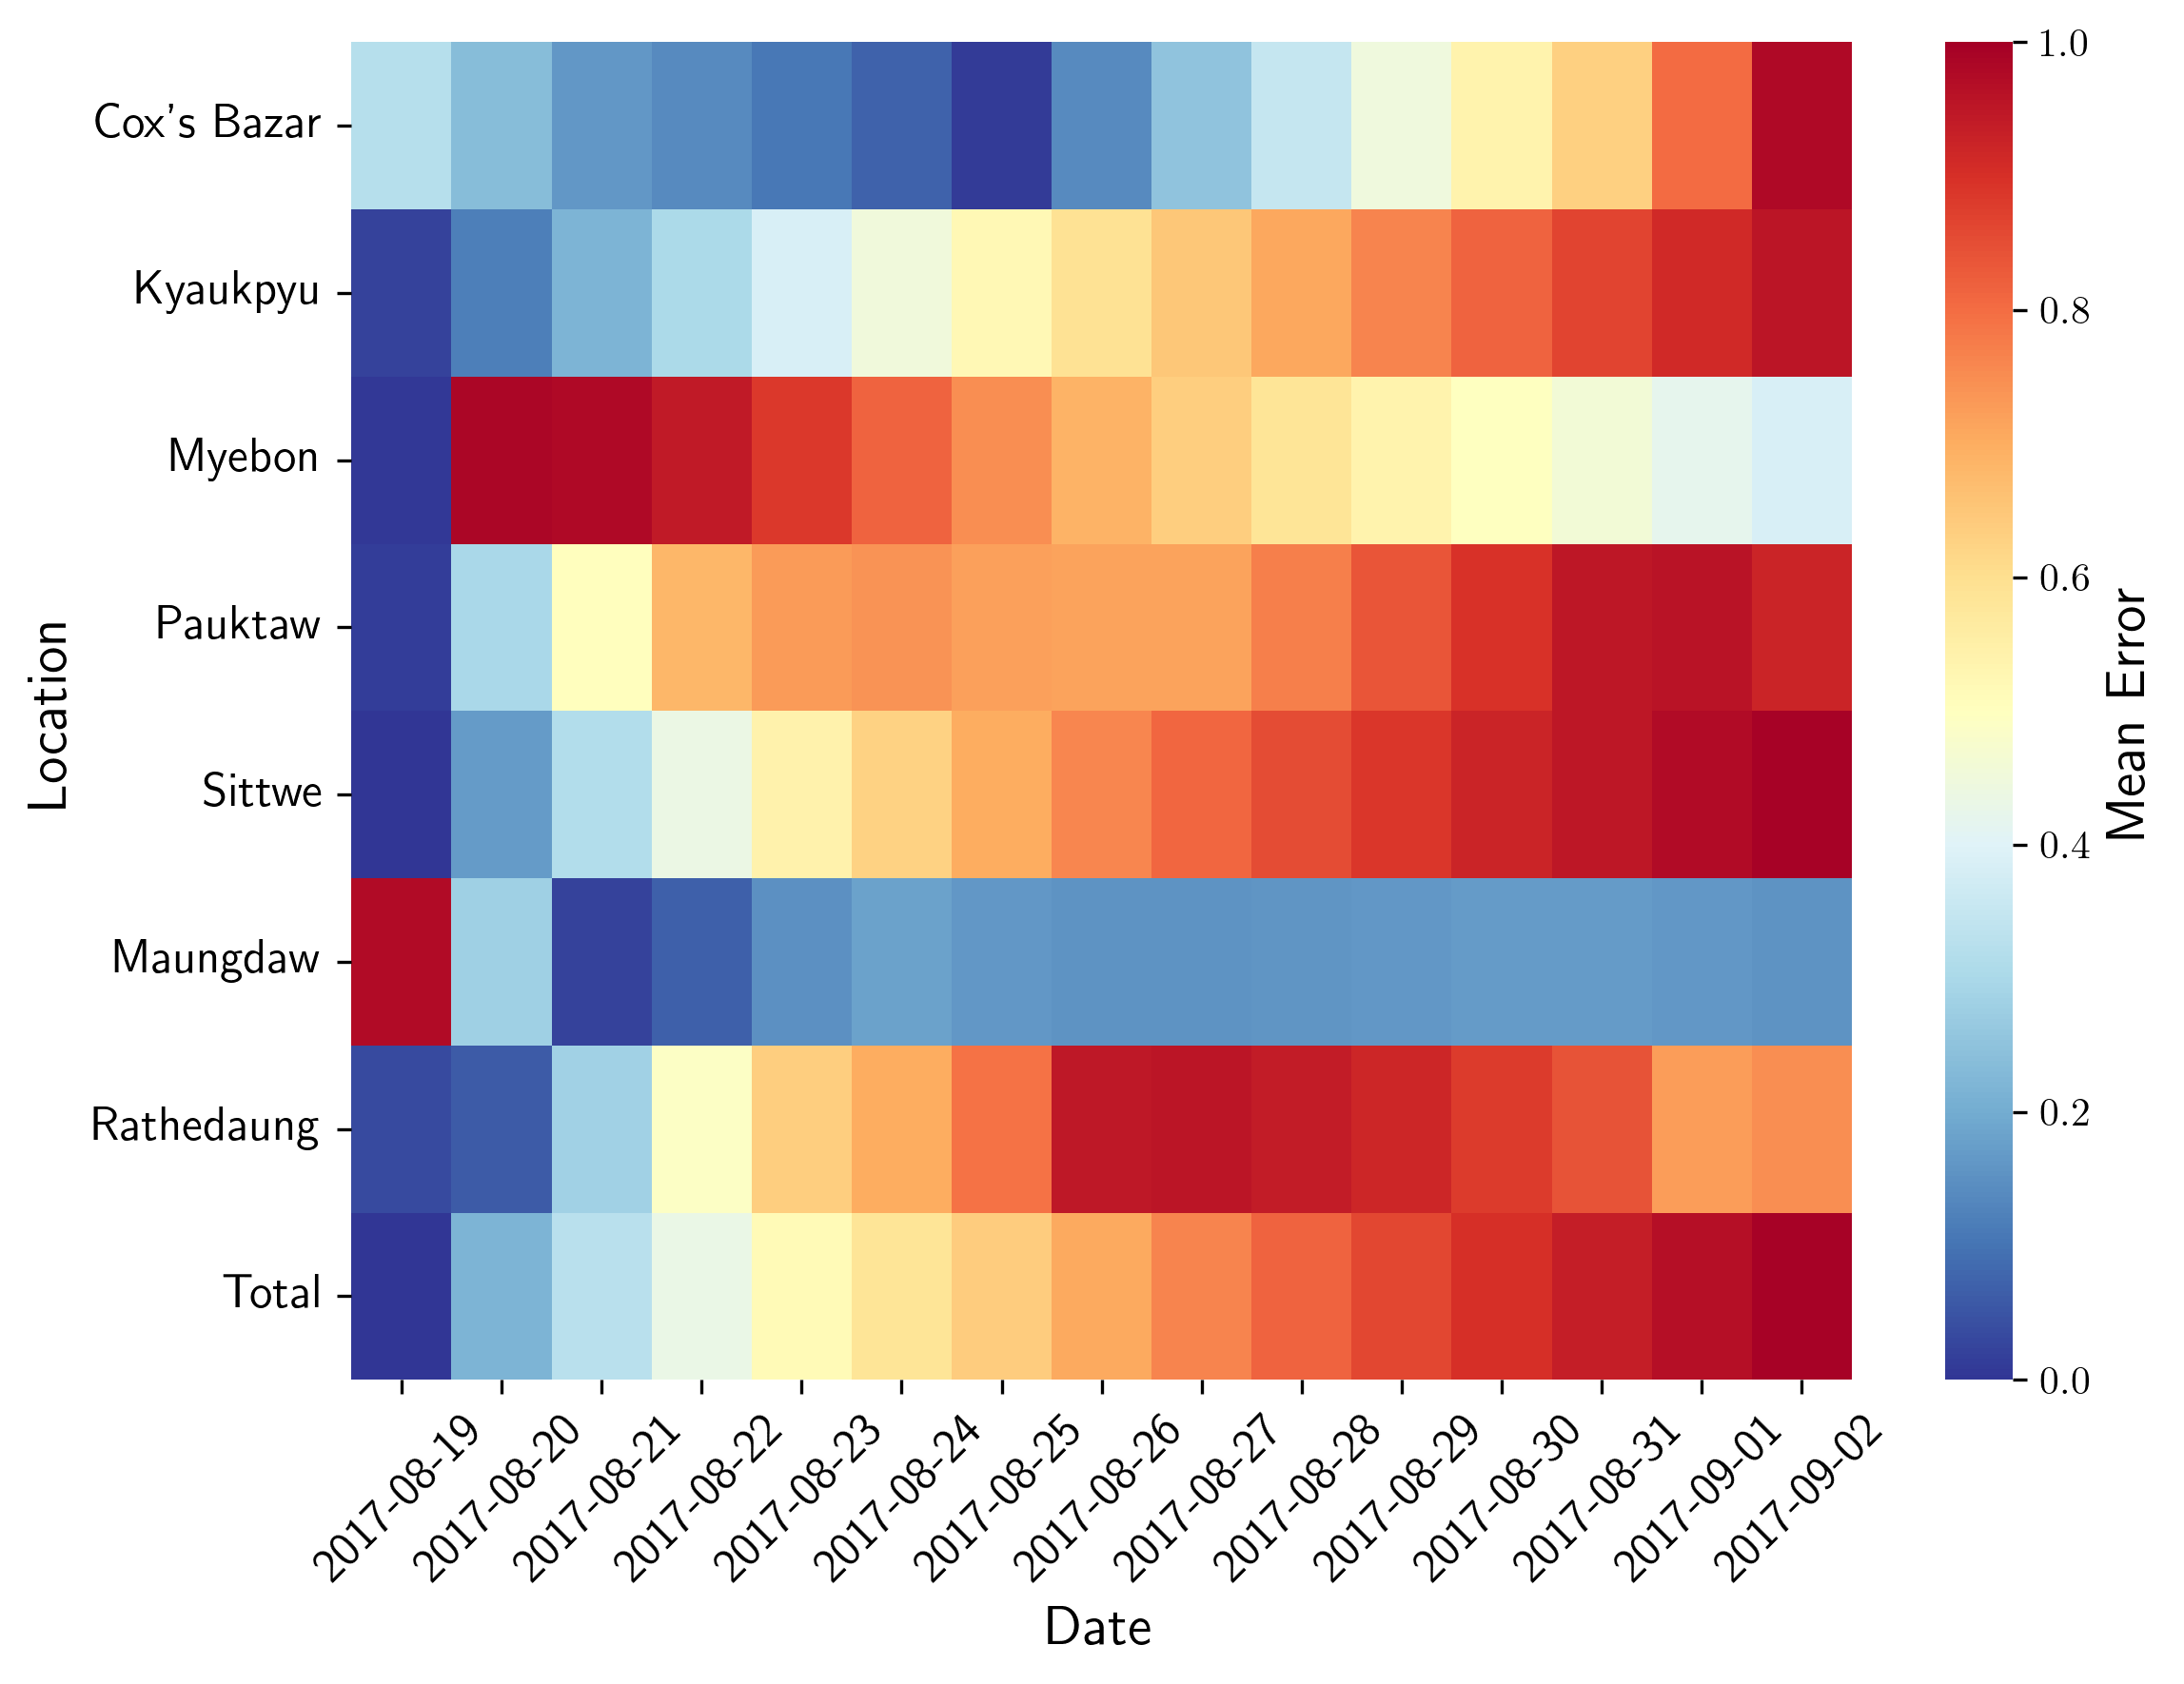 Cox's Bazar
Kyaukpyu
Myebon
Pauktaw
Sittwe
Maungdaw
Rathedaung
Total
Location
2017-08-19
2017-08-20
2017-08-21
2017-08-22
2017-08-23
2017-08-24
2017-08-25
2017-08-26
2017-08-27
2017-08-28
2017-08-29
2017-08-30
2017-08-31
2017-09-01
2017-09-02
Date
1.0
0.8
0.6
0.4
0.2
0.0
Mean Error